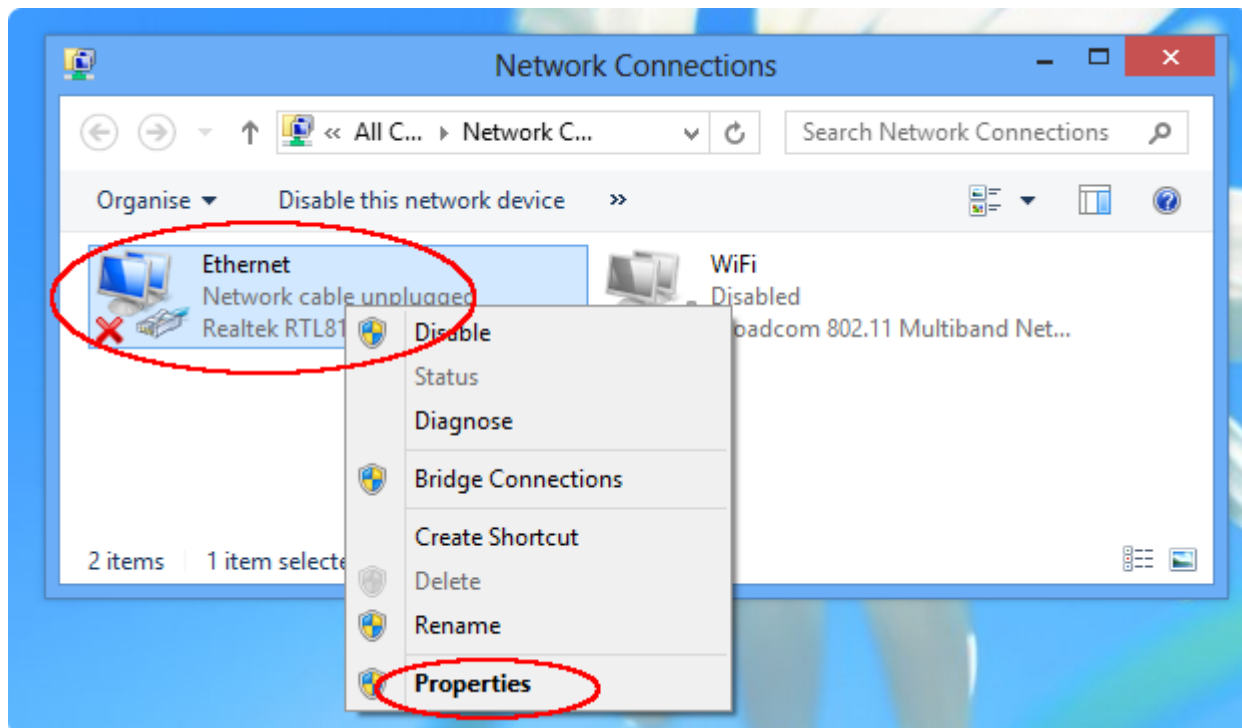 Network Connections
« All C... Network C...
Search Network Connections
Organise
Disable this network device
»
Ethernet
Network cable unplugged
Realtek RTL81
WiFi
Disabled
802.11 Multiband Net...
Disable
Status
Diagnose
Bridge Connections
Create Shortcut
Delete
Rename
Properties
2 items
1 item selecte